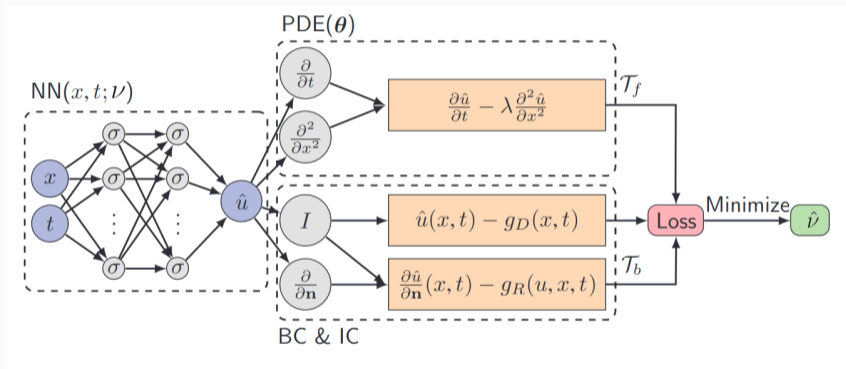 PDE(θ)
NN(x, t; ν)
∂/∂t
∂²/∂x²
∂û/∂t − λ ∂²û/∂x²
𝒯_f
σ σ
x
σ σ
t
⋮ ⋮
σ σ
û
I
∂/∂n
û(x, t) − g_D(x, t)
∂û/∂n (x, t) − g_R(u, x, t)
𝒯_b
Loss
Minimize
ν̂
BC & IC